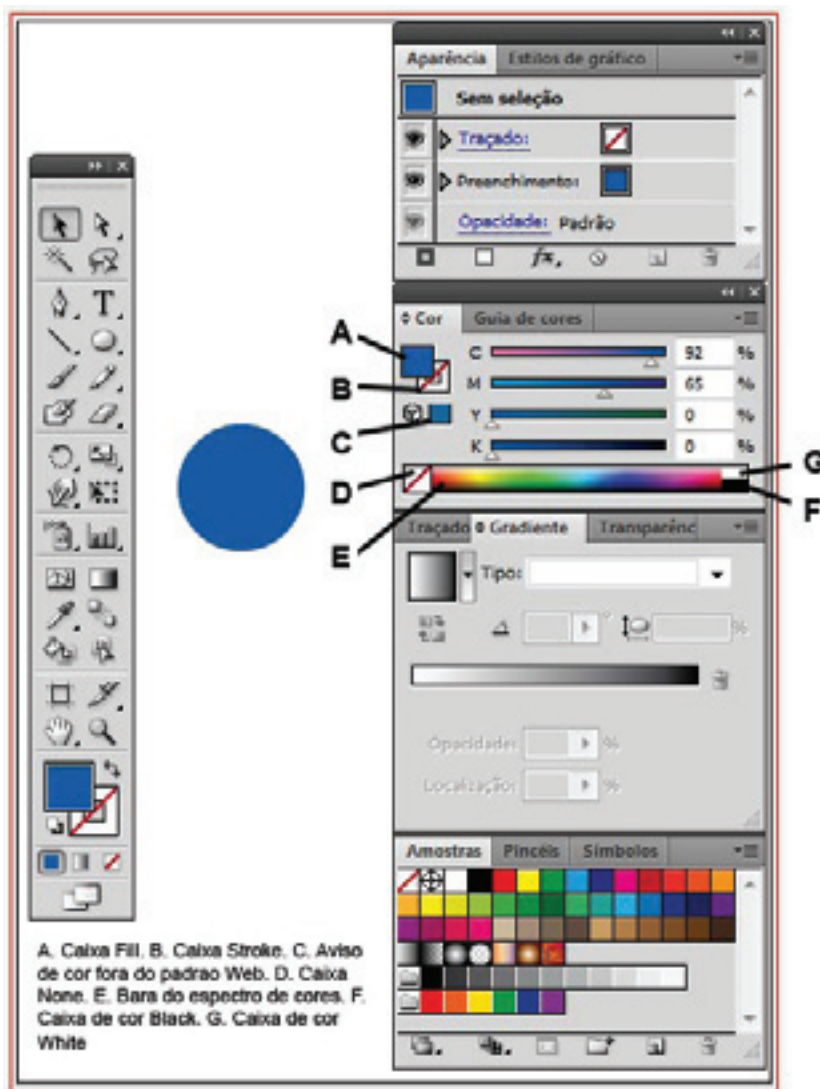 Aparência Estilos de gráfico
Sem seleção
Traçado:
Preenchimento:
Opacidade: Padrão
fx
Cor Guia de cores
A
C 92 %
B
M 65 %
C
Y 0 %
K 0 %
D
G
E
F
Traçado Gradiente Transparênc
Tipo:
%
Opacidade: %
Localização: %
Amostras Pincéis Símbolos
T
A. Caixa Fill. B. Caixa Stroke. C. Aviso
de cor fora do padrao Web. D. Caixa
None. E. Bara do espectro de cores. F.
Caixa de cor Black. G. Caixa de cor
White